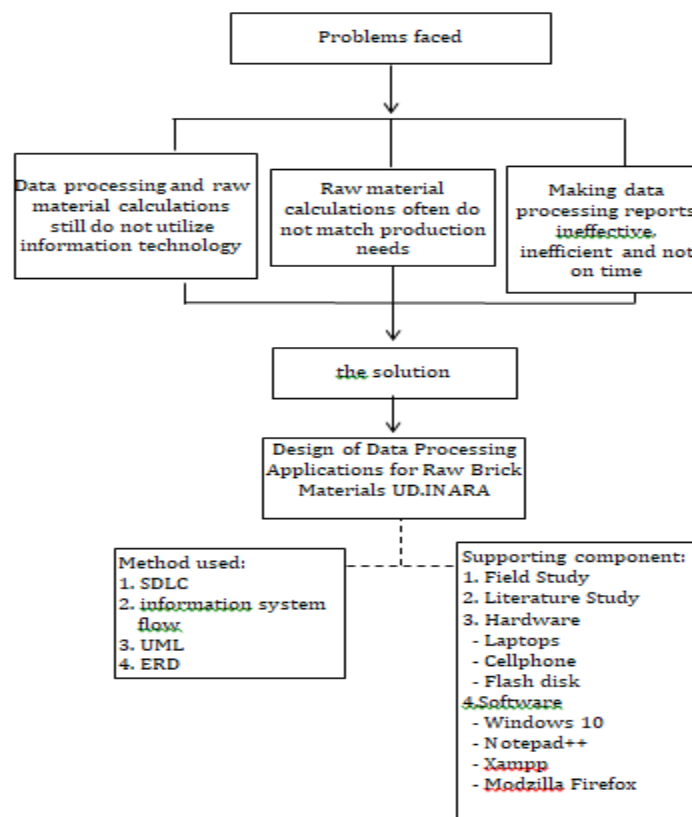 Problems faced
Data processing and raw
material calculations
still do not utilize
information technology
Raw material
calculations often do
not match production
needs
Making data
processing reports
ineffective,
inefficient and not
on time
the solution
Design of Data Processing
Applications for Raw Brick
Materials UD.INARA
Method used:
1. SDLC
2. information system
flow
3. UML
4. ERD
Supporting component:
1. Field Study
2. Literature Study
3. Hardware
- Laptops
- Cellphone
- Flash disk
4.Software
- Windows 10
- Notepad++
- Xampp
- Modzilla Firefox